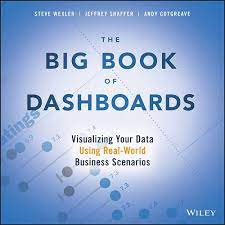 STEVE WEXLER | JEFFREY SHAFFER | ANDY COTGREAVE
THE
BIG BOOK
OF
DASHBOARDS
Visualizing Your Data
Using Real-World
Business Scenarios
WILEY